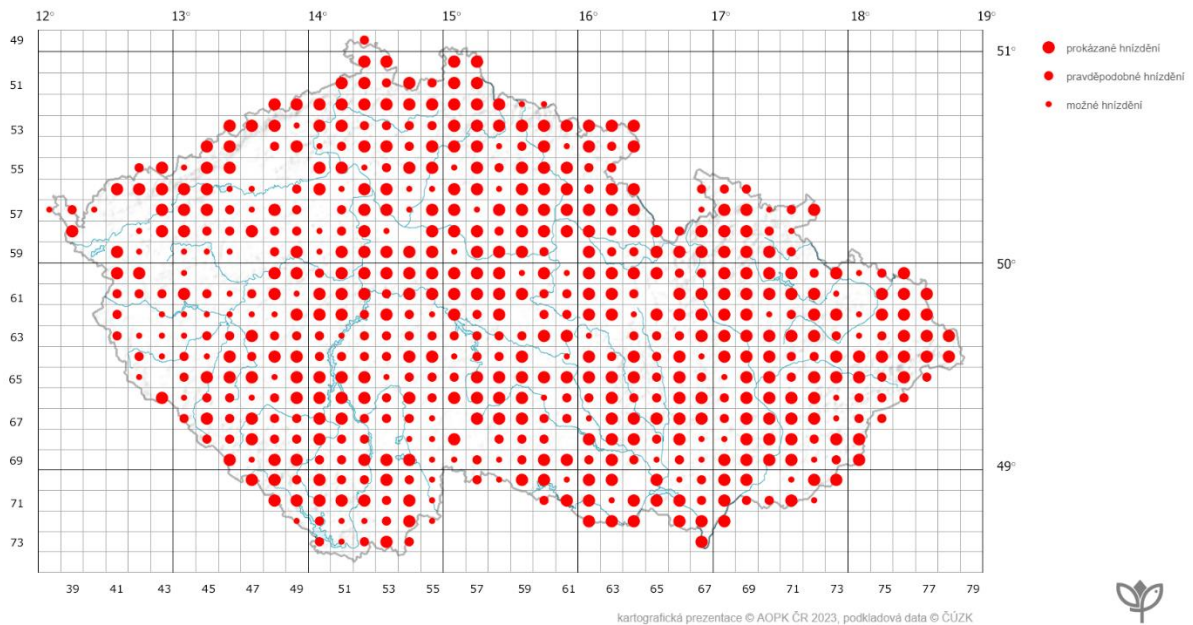 12° 13° 14° 15° 16° 17° 18° 19°
49
51°
prokázané hnízdění
51
pravděpodobné hnízdění
možné hnízdění
53
55
57
59
50°
61
63
65
67
69
49°
71
73
39 41 43 45 47 49 51 53 55 57 59 61 63 65 67 69 71 73 75 77 79
kartografická prezentace © AOPK ČR 2023, podkladová data © ČÚZK